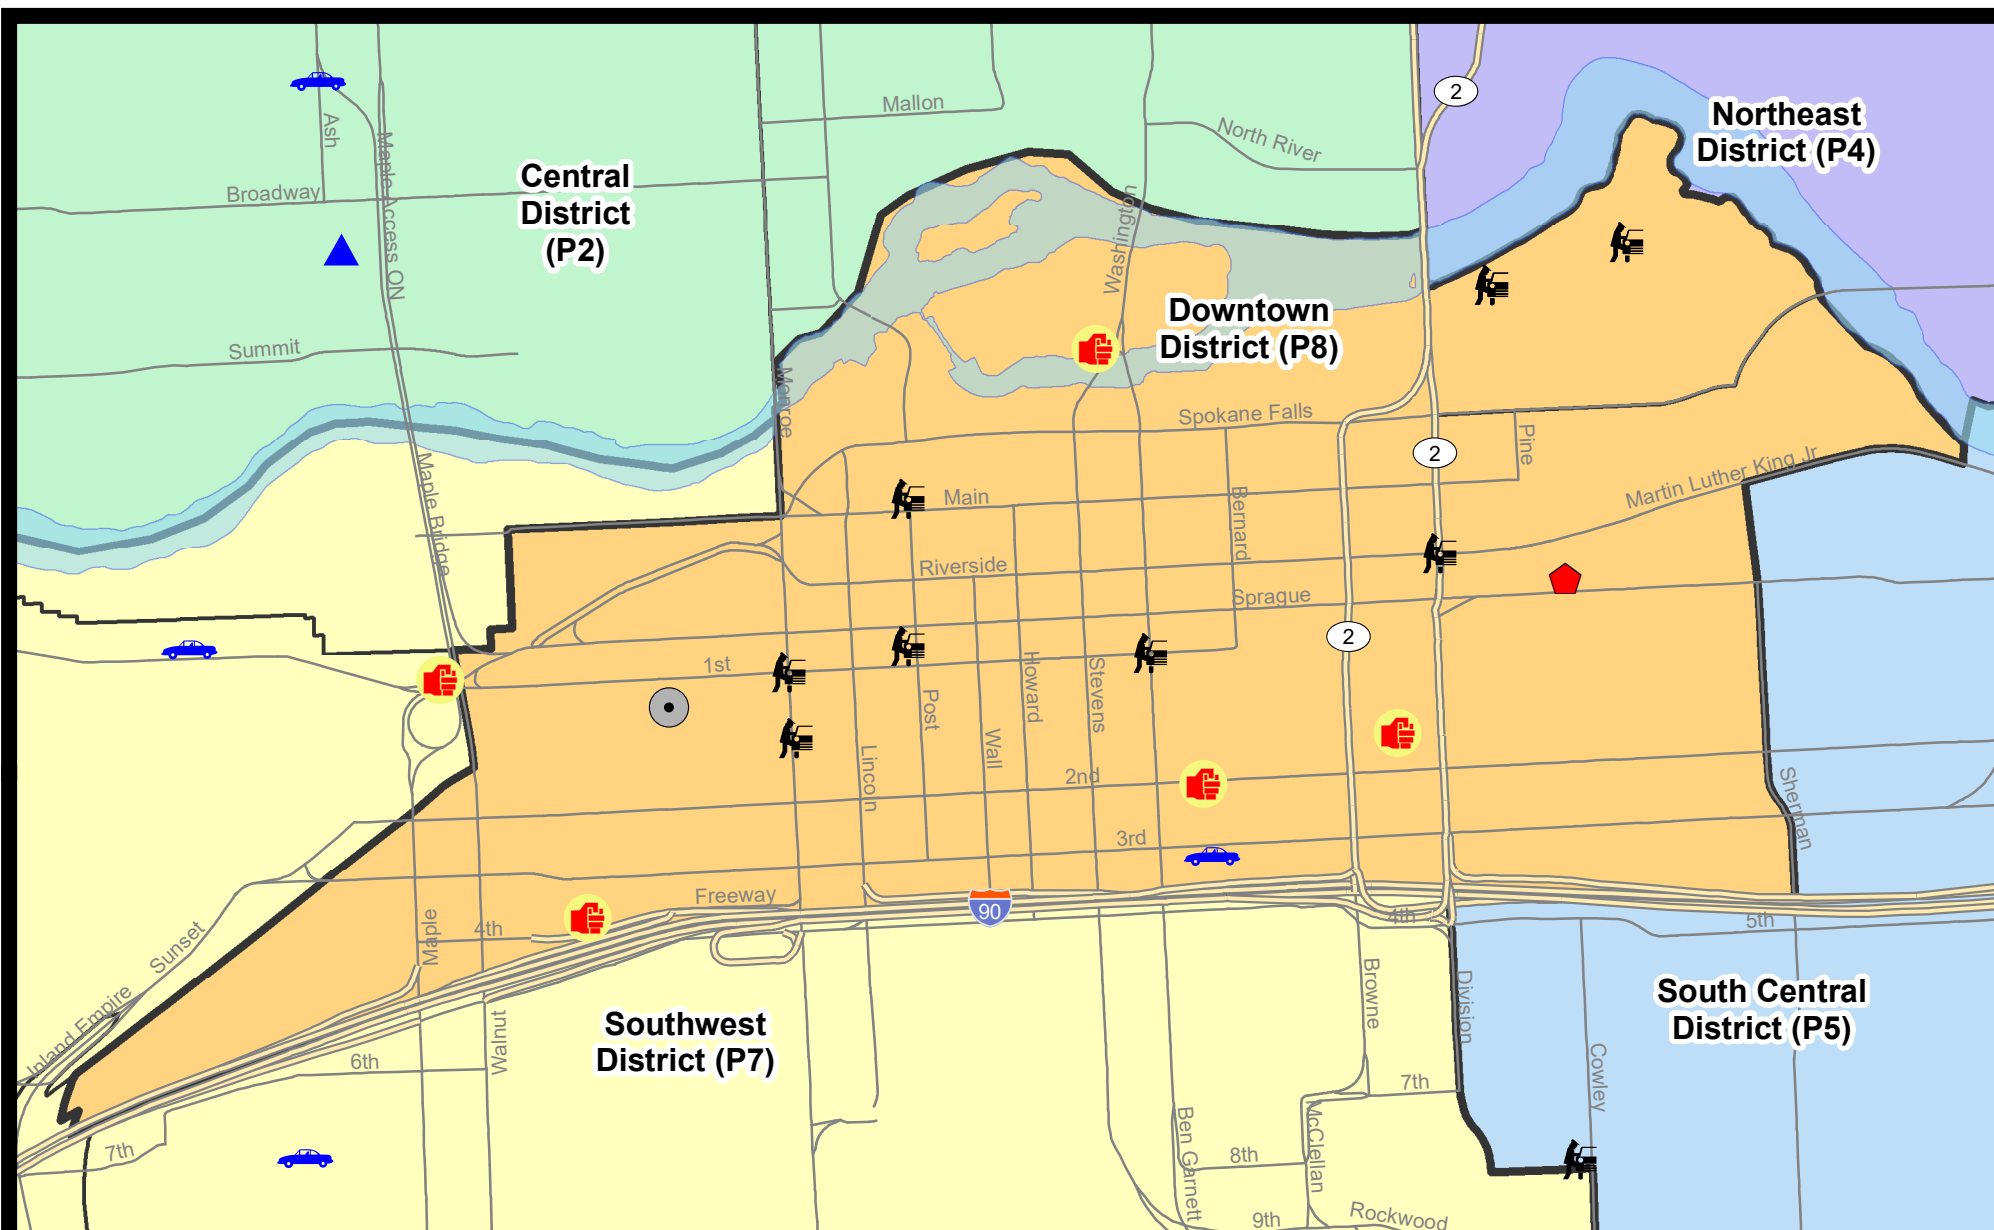 2
Northeast
District (P4)
Mallon
North River
Ash
Maple Access ON
Central
District
(P2)
Broadway
Washington
Downtown
District (P8)
Summit
Monroe
Spokane Falls
Pine
2
Martin Luther King Jr
Maple Bridge
Main
Bernard
Riverside
Sprague
2
1st
Howard
Stevens
Post
Wall
Lincoln
2nd
Sherman
3rd
Freeway
90
4th
5th
4th
Maple
Sunset
Browne
Division
South Central
District (P5)
Inland Empire
Southwest
District (P7)
Walnut
6th
Cowley
7th
7th
Ben Garnett
McClellan
8th
9th
Rockwood